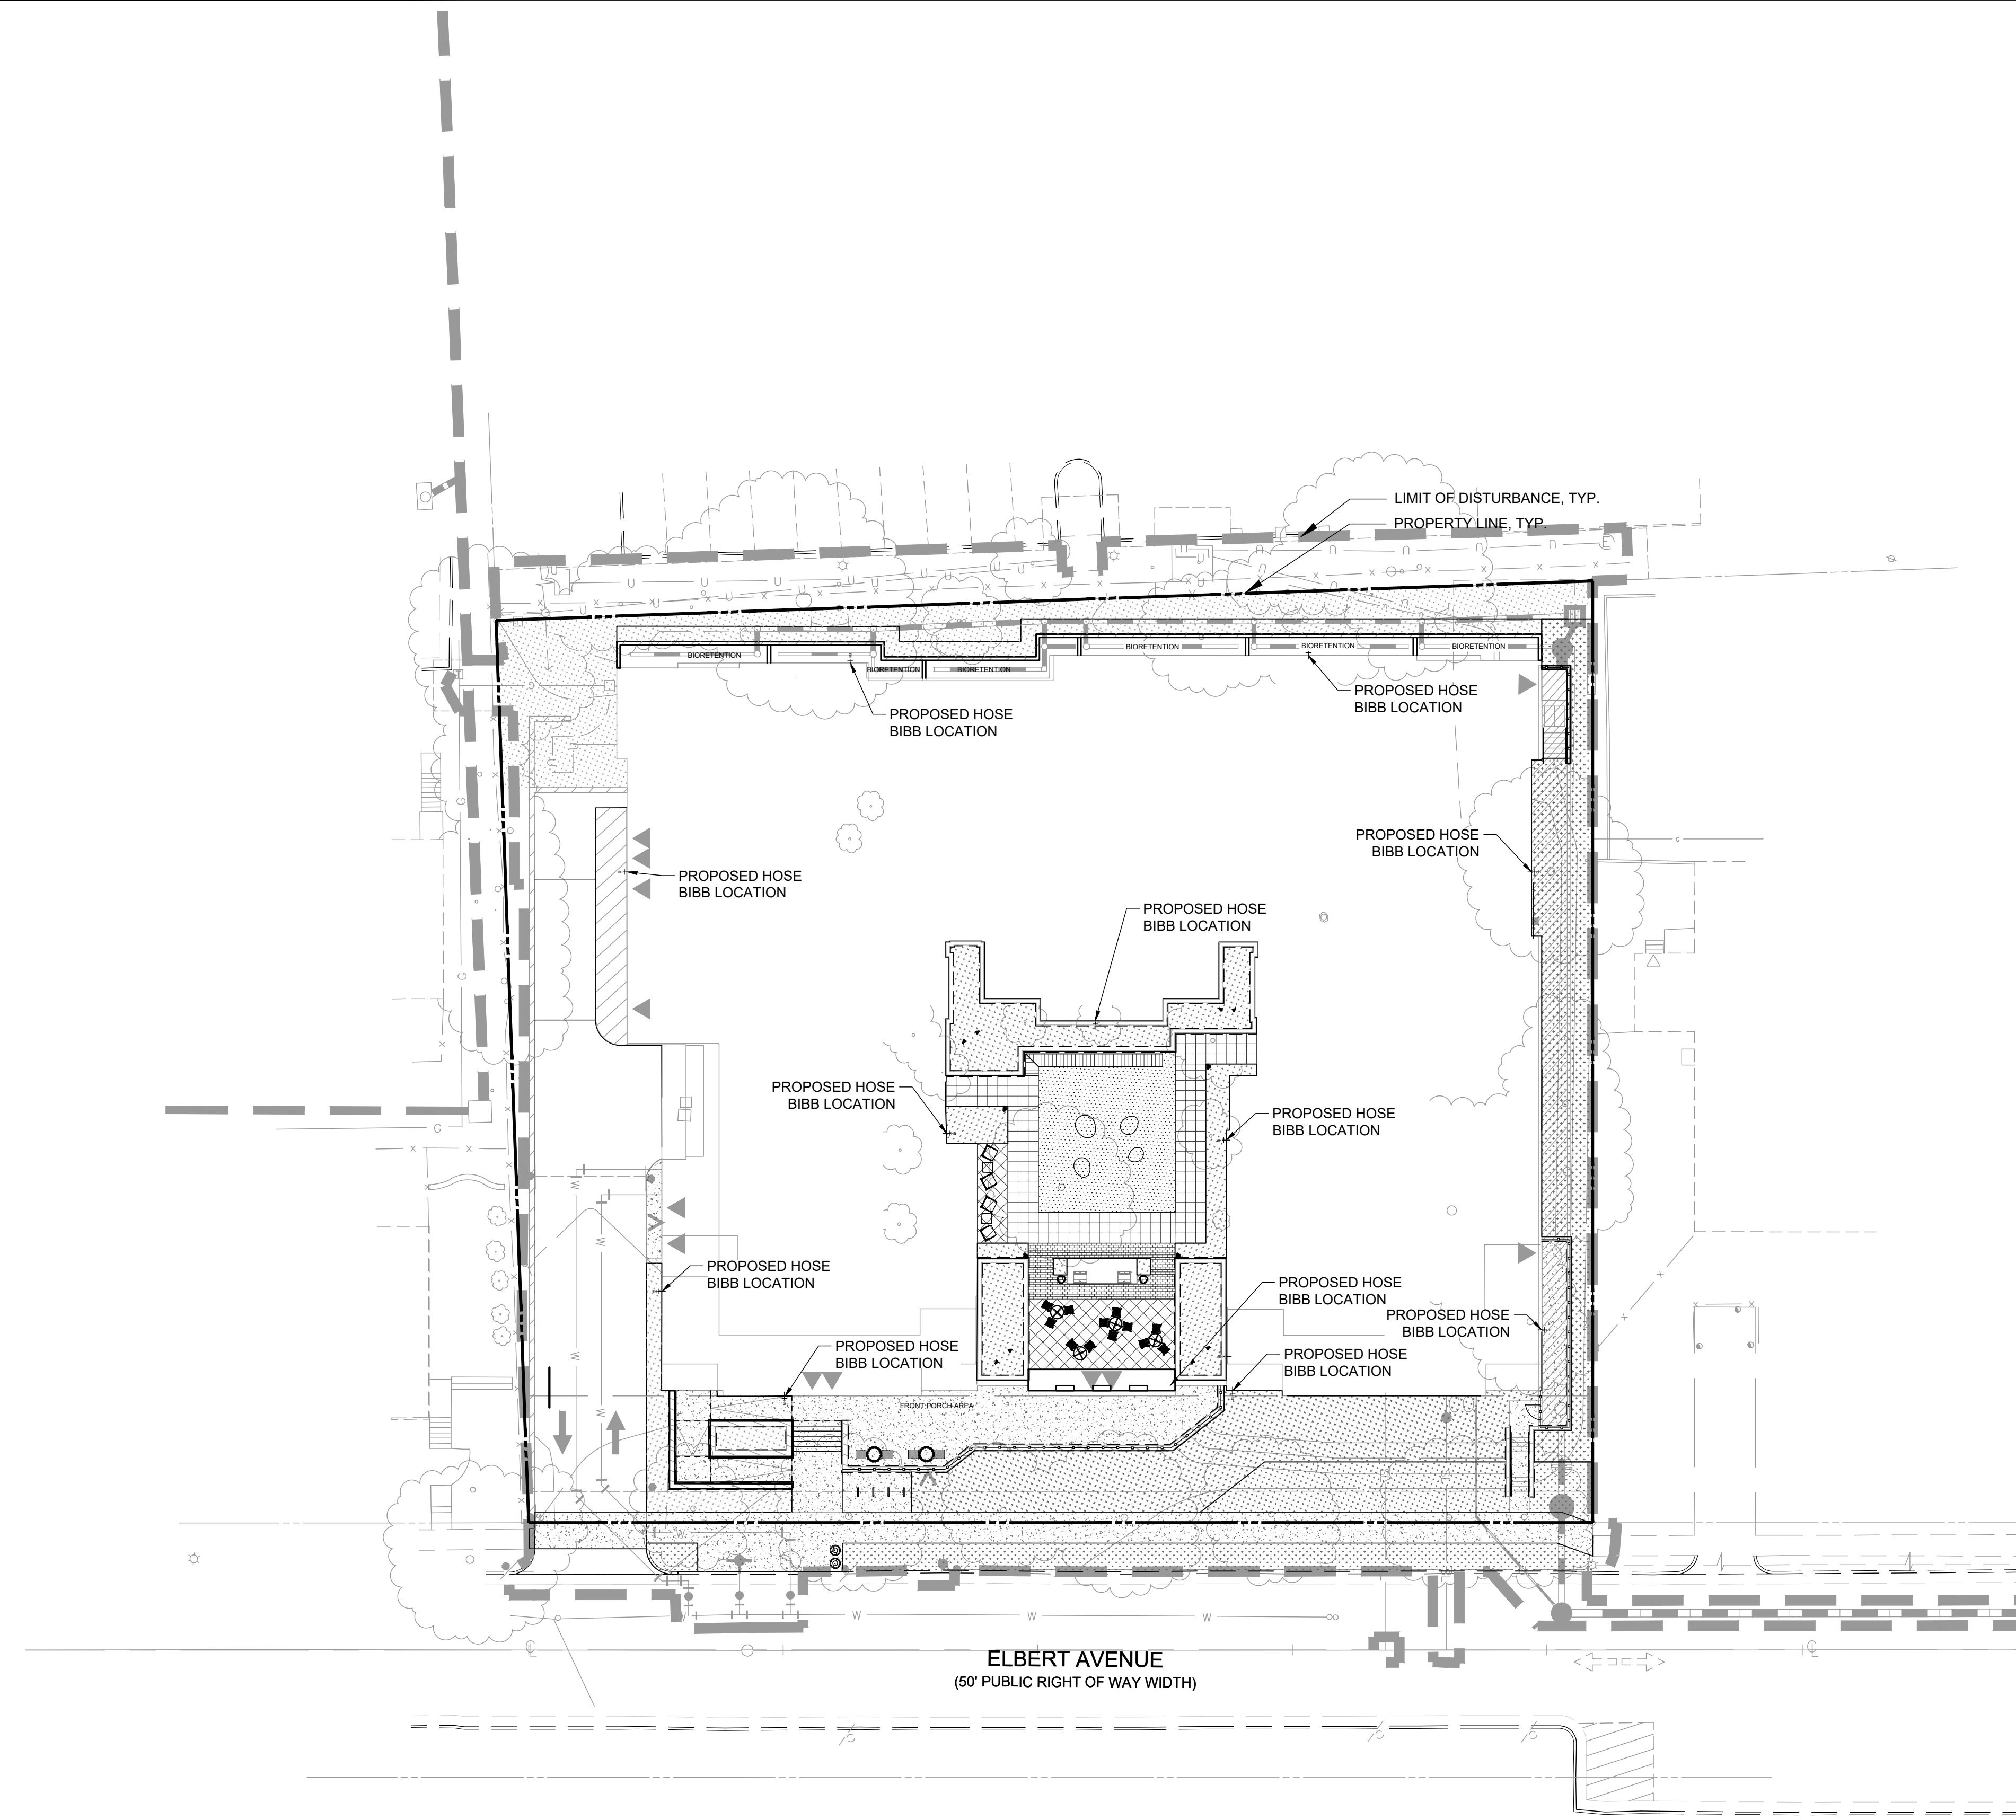 LIMIT OF DISTURBANCE, TYP.
PROPERTY LINE, TYP.
BIORETENTION
BIORETENTION
BIORETENTION
BIORETENTION
BIORETENTION
BIORETENTION
PROPOSED HOSE
BIBB LOCATION
PROPOSED HOSE
BIBB LOCATION
PROPOSED HOSE
BIBB LOCATION
PROPOSED HOSE
BIBB LOCATION
PROPOSED HOSE
BIBB LOCATION
PROPOSED HOSE
BIBB LOCATION
PROPOSED HOSE
BIBB LOCATION
PROPOSED HOSE
BIBB LOCATION
PROPOSED HOSE
BIBB LOCATION
PROPOSED HOSE
BIBB LOCATION
PROPOSED HOSE
BIBB LOCATION
PROPOSED HOSE
BIBB LOCATION
FRONT PORCH AREA
W W W W
ELBERT AVENUE
(50' PUBLIC RIGHT OF WAY WIDTH)